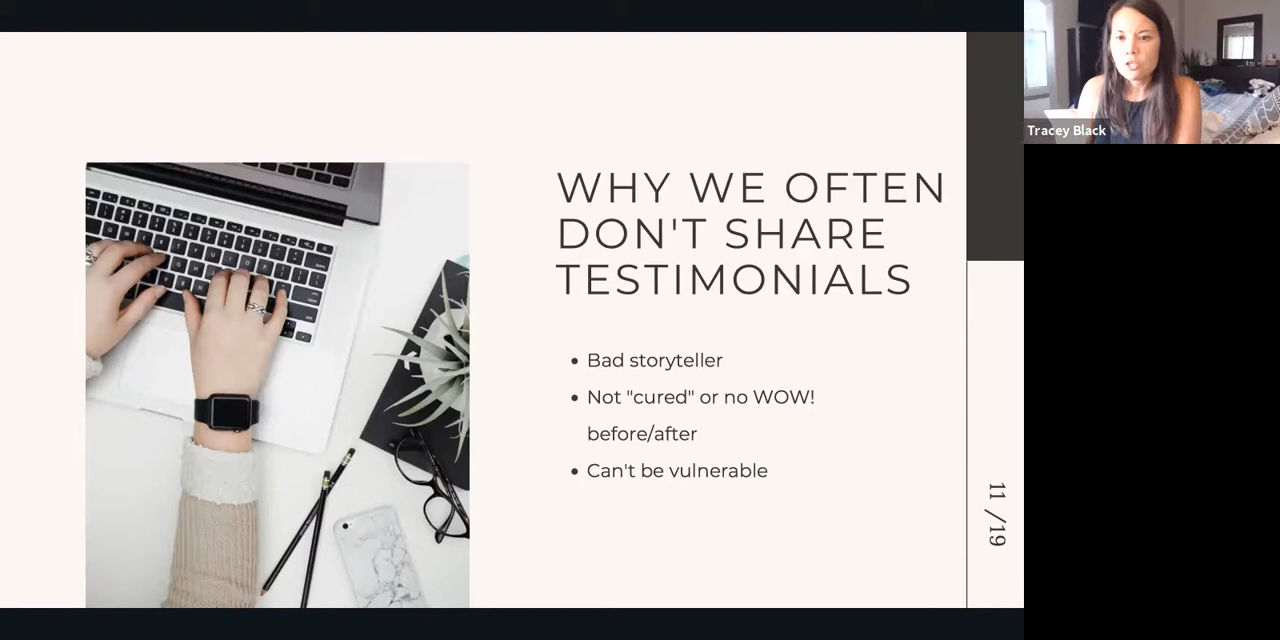 Tracey Black
WHY WE OFTEN
DON'T SHARE
TESTIMONIALS
• Bad storyteller
• Not "cured" or no WOW!
before/after
• Can't be vulnerable
11 /19